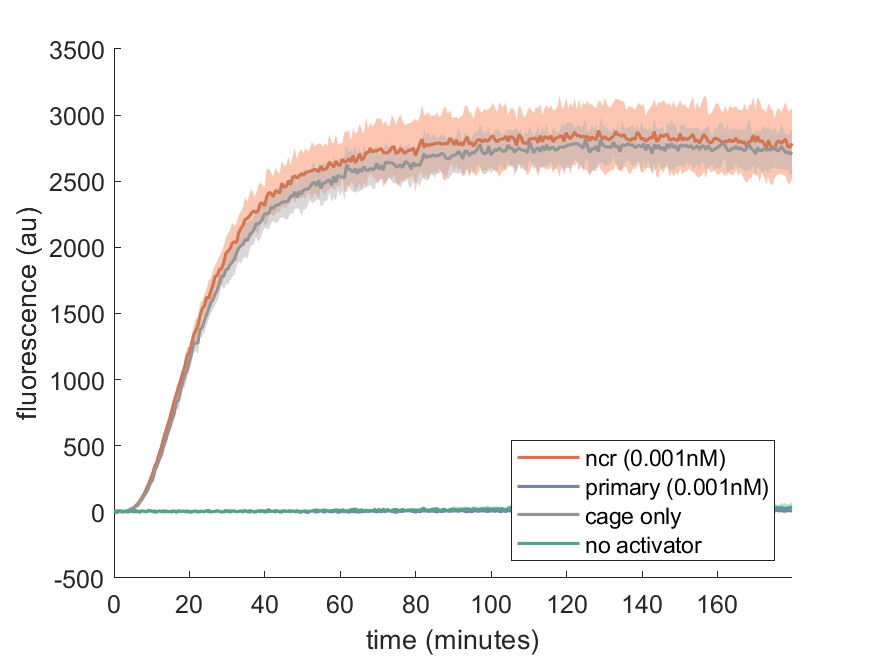 3500
3000
2500
2000
1500
1000
500
0
-500
fluorescence (au)
ncr (0.001nM)
primary (0.001nM)
cage only
no activator
0 20 40 60 80 100 120 140 160
time (minutes)